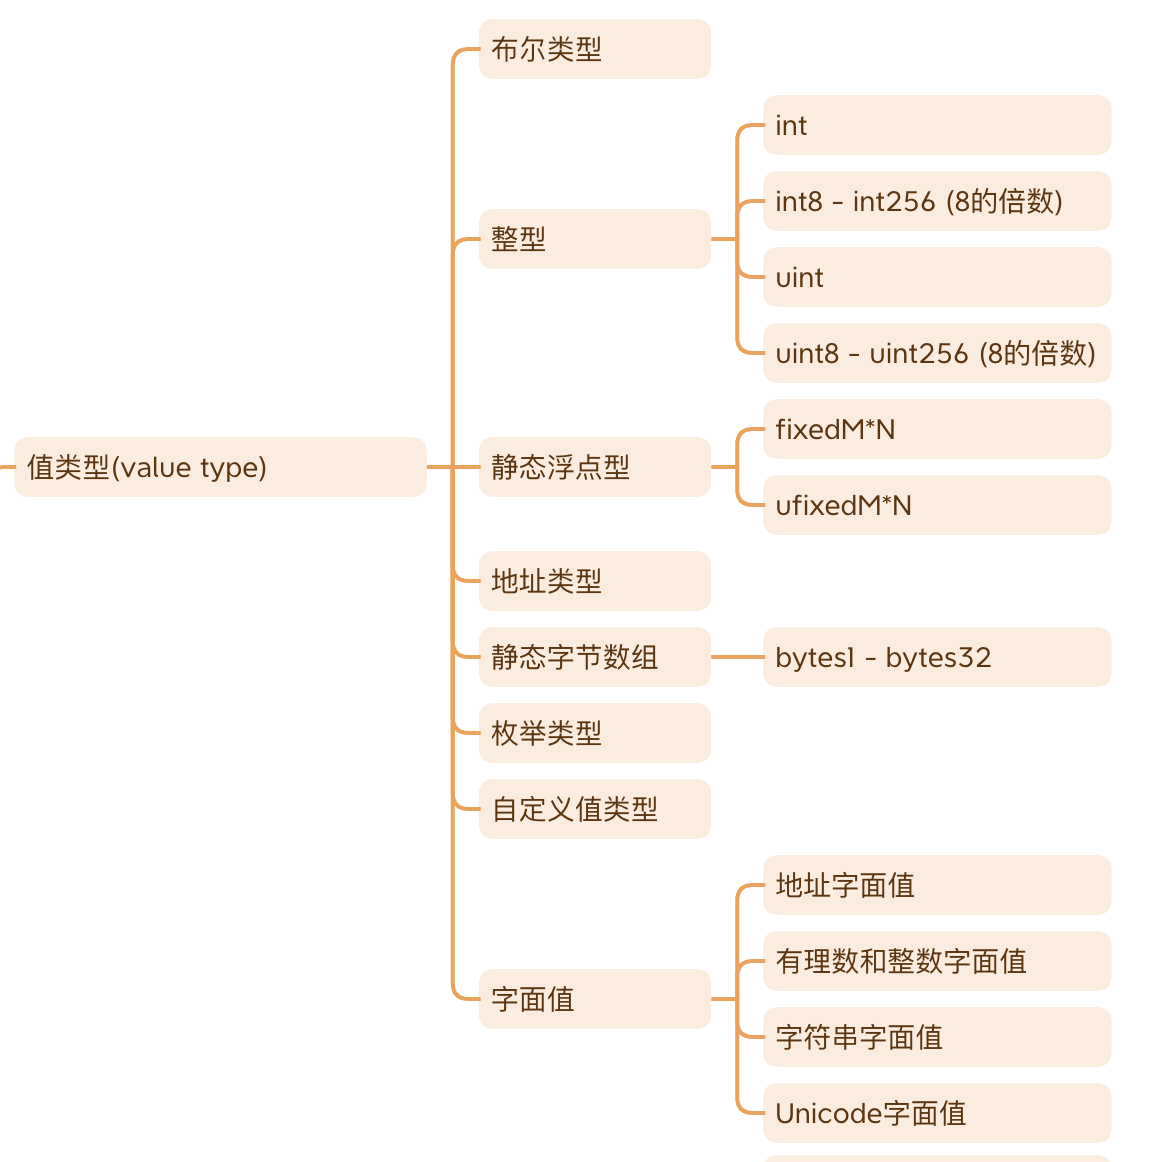 布尔类型
int
int8 - int256 (8的倍数)
整型
uint
uint8 - uint256 (8的倍数)
fixedM*N
值类型(value type)
静态浮点型
ufixedM*N
地址类型
静态字节数组
bytes1 - bytes32
枚举类型
自定义值类型
地址字面值
有理数和整数字面值
字面值
字符串字面值
Unicode字面值